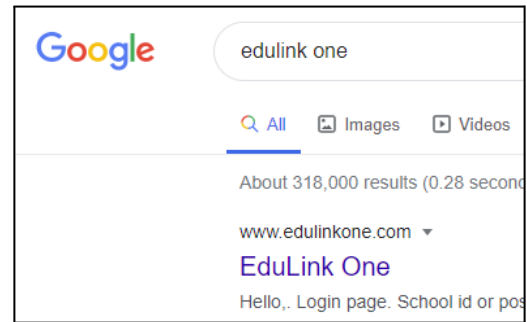 Google
edulink one
All Images Videos
About 318,000 results (0.28 second
www.edulinkone.com
EduLink One
Hello,. Login page. School id or pos